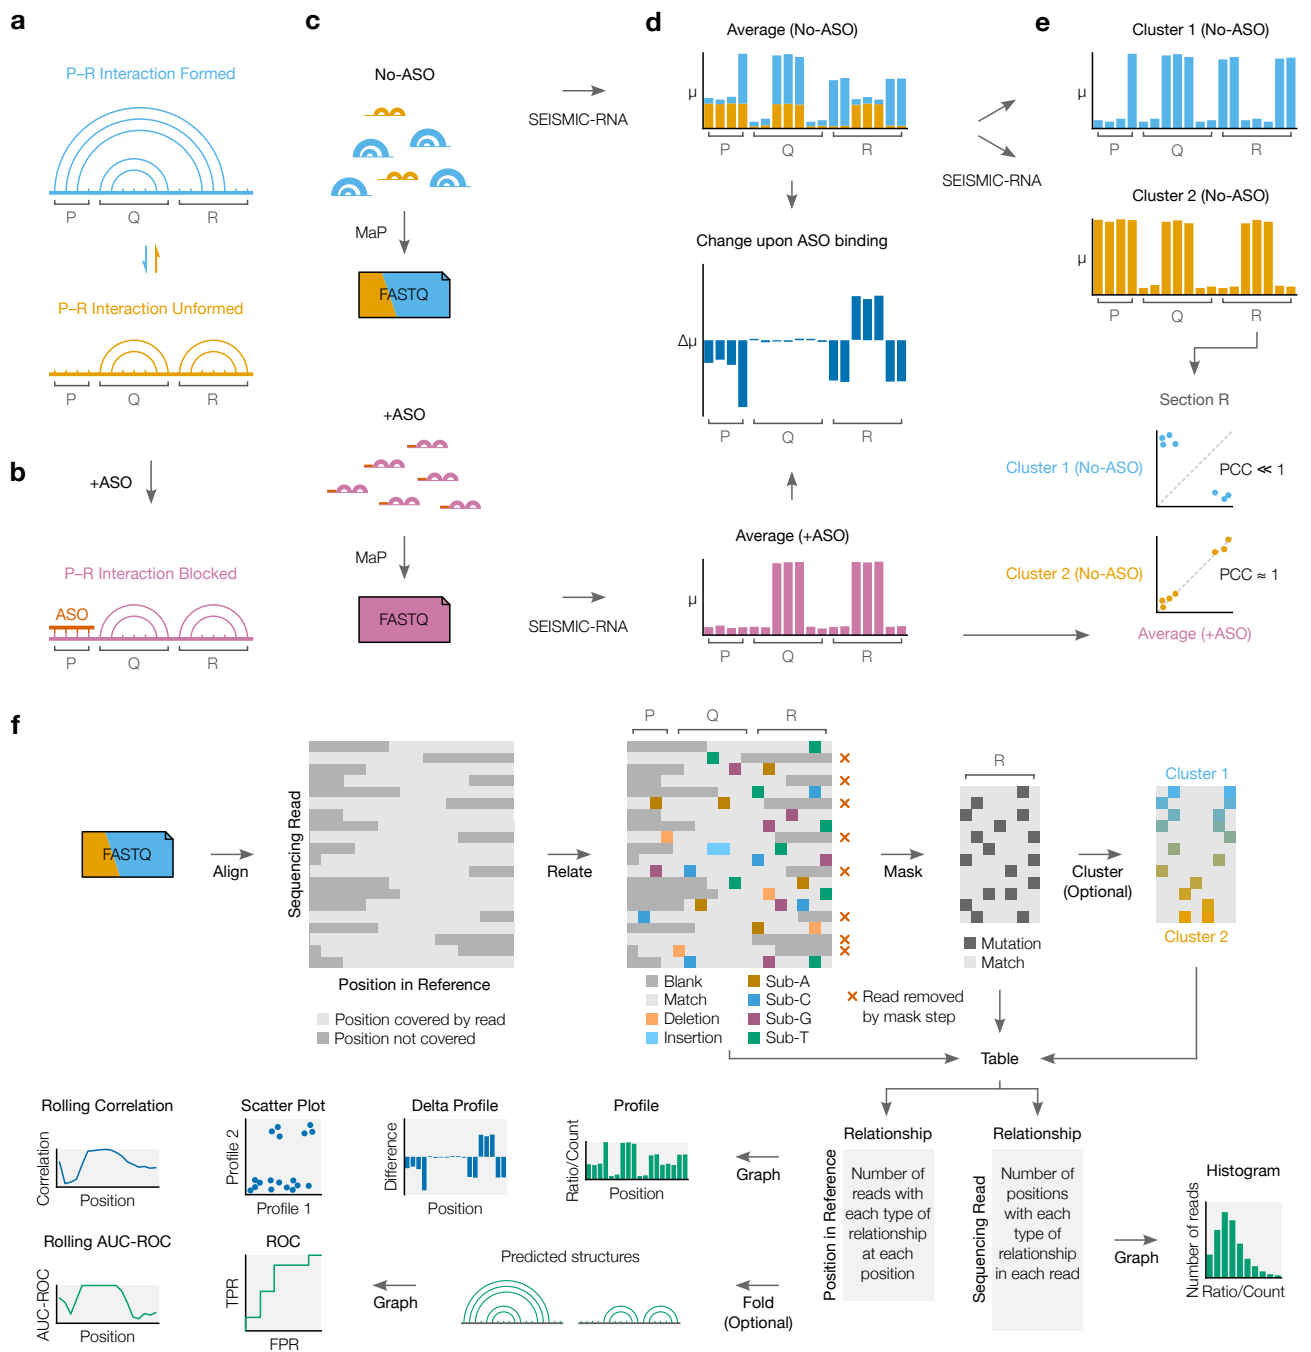 a
P–R Interaction Formed
P
Q
R
P–R Interaction Unformed
P
Q
R
b
+ASO
P–R Interaction Blocked
ASO
P
Q
R
c
No-ASO
MaP
FASTQ
SEISMIC-RNA
+ASO
MaP
FASTQ
SEISMIC-RNA
d
Average (No-ASO)
μ
P
Q
R
Change upon ASO binding
Δμ
P
Q
R
Average (+ASO)
μ
P
Q
R
SEISMIC-RNA
e
Cluster 1 (No-ASO)
μ
P
Q
R
Cluster 2 (No-ASO)
μ
P
Q
R
Section R
Cluster 1 (No-ASO)
PCC ≪ 1
Cluster 2 (No-ASO)
PCC ≈ 1
Average (+ASO)
f
FASTQ
Align
Sequencing Read
Position in Reference
Position covered by read
Position not covered
Relate
P
Q
R
Blank
Match
Deletion
Insertion
Sub-A
Sub-C
Sub-G
Sub-T
Read removed
by mask step
Mask
R
Mutation
Match
Cluster
(Optional)
Cluster 1
Cluster 2
Table
Relationship
Position in Reference
Number of
reads with
each type of
relationship
at each
position
Relationship
Sequencing Read
Number of
positions
with each
type of
relationship
in each read
Graph
Histogram
Number of reads
Ratio/Count
Graph
Profile
Ratio/Count
Position
Delta Profile
Difference
Position
Scatter Plot
Profile 2
Profile 1
Rolling Correlation
Correlation
Position
Fold
(Optional)
Predicted structures
Graph
ROC
TPR
FPR
Rolling AUC-ROC
AUC-ROC
Position